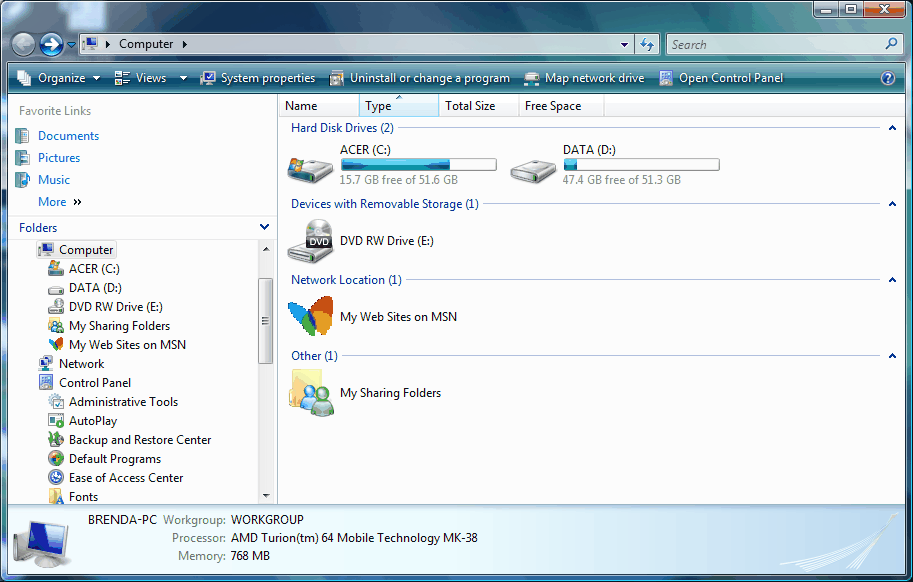 Computer
Search
Organize Views System properties Uninstall or change a program Map network drive Open Control Panel
Favorite Links
Documents
Pictures
Music
More »
Folders
Computer
ACER (C:)
DATA (D:)
DVD RW Drive (E:)
My Sharing Folders
My Web Sites on MSN
Network
Control Panel
Administrative Tools
AutoPlay
Backup and Restore Center
Default Programs
Ease of Access Center
Fonts
Name Type Total Size Free Space
Hard Disk Drives (2)
ACER (C:)
15.7 GB free of 51.6 GB
DATA (D:)
47.4 GB free of 51.3 GB
Devices with Removable Storage (1)
DVD
DVD RW Drive (E:)
Network Location (1)
My Web Sites on MSN
Other (1)
My Sharing Folders
BRENDA-PC Workgroup: WORKGROUP
Processor: AMD Turion(tm) 64 Mobile Technology MK-38
Memory: 768 MB